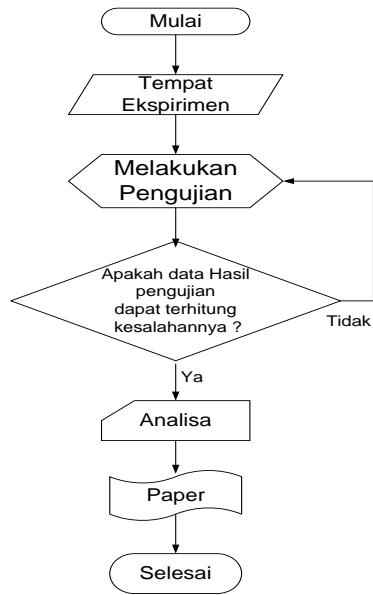 Mulai
Tempat
Ekspirimen
Melakukan
Pengujian
Apakah data Hasil
pengujian
dapat terhitung
kesalahannya ?
Tidak
Ya
Analisa
Paper
Selesai